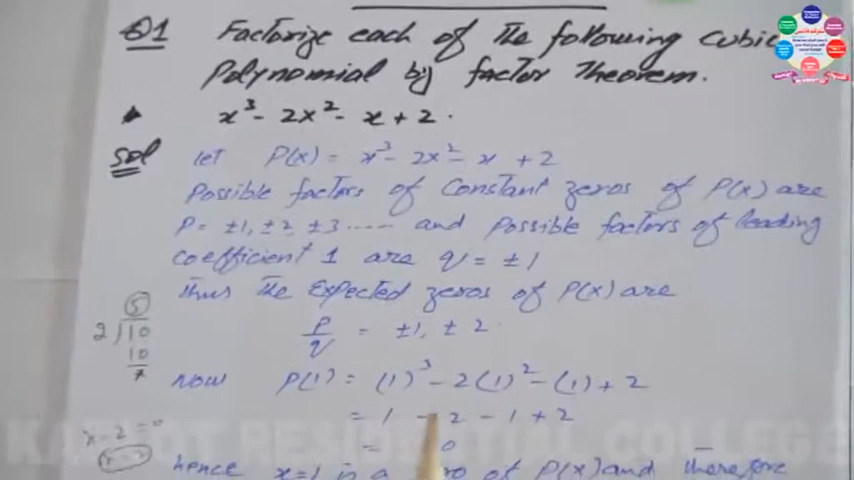 Q1 Factorize each of the following cubic
Polynomial by factor Theorem.
x³ - 2x² - x + 2.
Sol let P(x) = x³ - 2x² - x + 2
Possible factors of Constant zeros of P(x) are
P = ±1, ±2 ±3 ..... and possible factors of leading
coefficient 1 are q = ±1
Thus The Expected zeros of P(x) are
p/q = ±1, ± 2
5
2 ) 10
10
x
now P(1) = (1)³ - 2(1)² - (1) + 2
= 1 - 2 - 1 + 2
= 0
x - 2 = 0
hence x=1 is a zero of P(x) and therefore
RESIDENTIAL COLLEGE